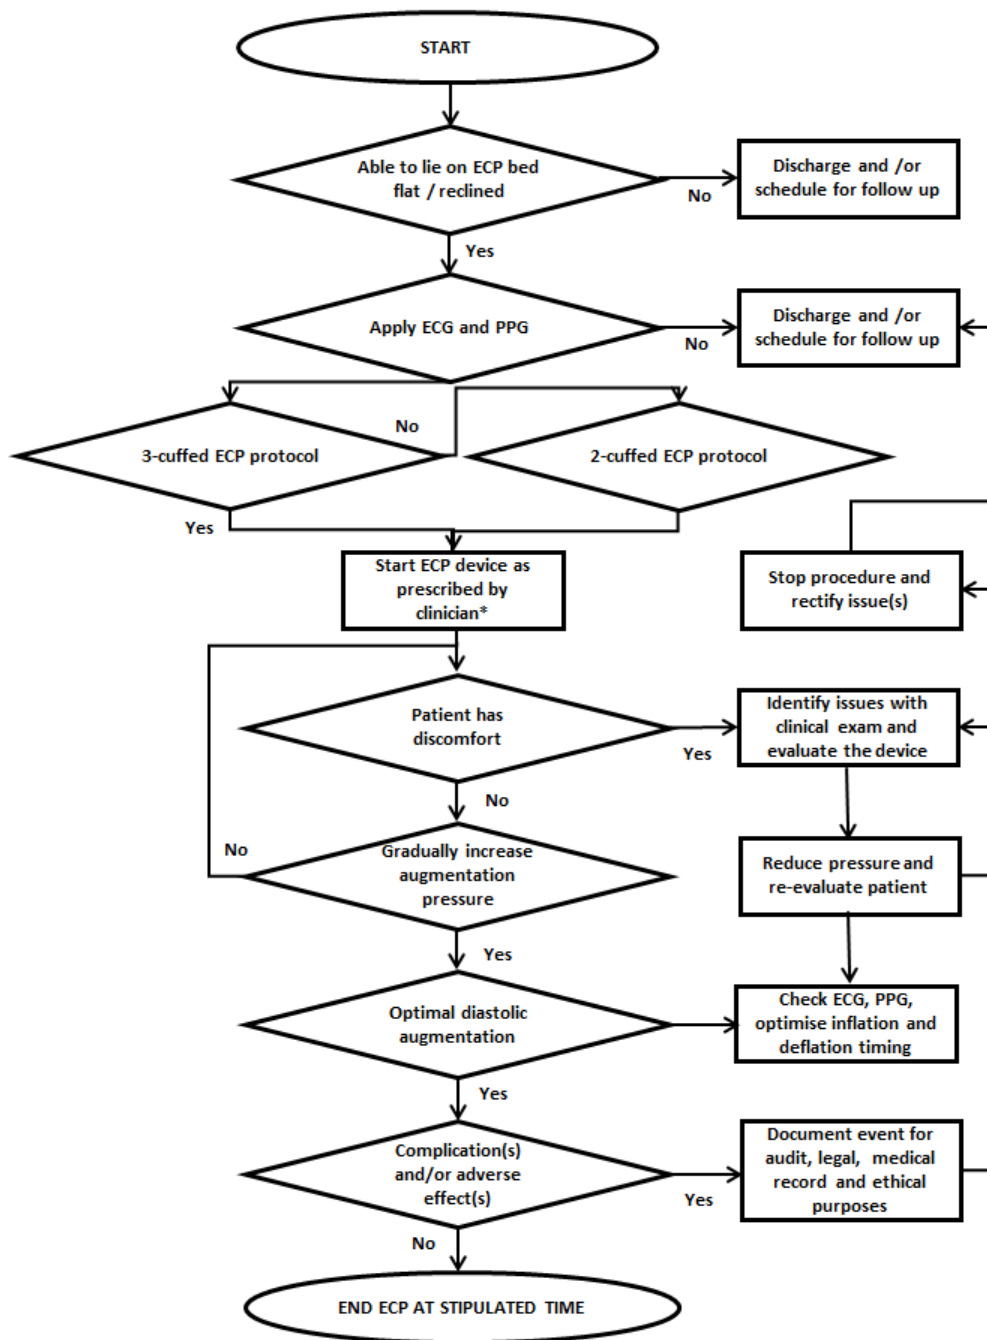 START
Able to lie on ECP bed
flat / reclined
No
Discharge and /or
schedule for follow up
Yes
Apply ECG and PPG
No
Discharge and /or
schedule for follow up
3-cuffed ECP protocol
No
2-cuffed ECP protocol
Yes
Start ECP device as
prescribed by
clinician*
Stop procedure and
rectify issue(s)
Patient has
discomfort
Yes
Identify issues with
clinical exam and
evaluate the device
No
No
Gradually increase
augmentation
pressure
Reduce pressure and
re-evaluate patient
Yes
Optimal diastolic
augmentation
Check ECG, PPG,
optimise inflation and
deflation timing
Yes
Complication(s)
and/or adverse
effect(s)
Yes
Document event for
audit, legal, medical
record and ethical
purposes
No
END ECP AT STIPULATED TIME